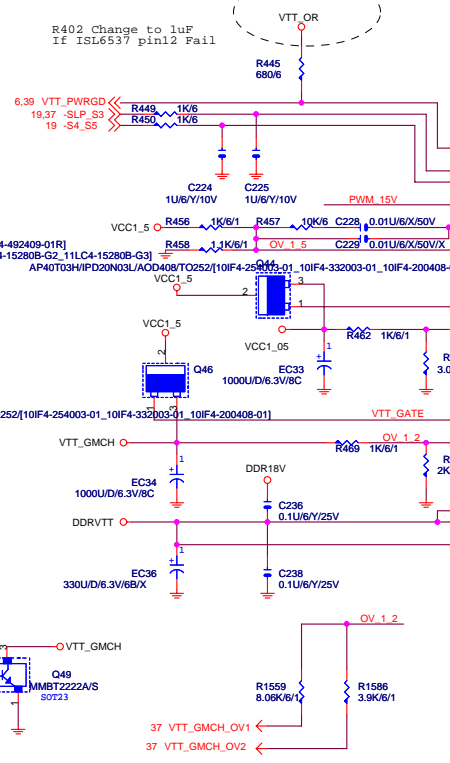 VTT_OR
R402 Change to 1uF
If ISL6537 pin12 Fail
R445
680/6
6,39 VTT_PWRGD
19,37 -SLP_S3
19 -S4_S5
R449 1K/6
R450 1K/6
C224 C225
1U/6/Y/10V 1U/6/Y/10V
PWM_15V
VCC1_5 R456 1K/6/1 R457 10K/6 C228 0.01U/6/X/50V
R458 1.1K/6/1 OV_1_5 C229 0.01U/6/X/50V/X
4-492409-01R]
4-15280B-G2_11LC4-15280B-G3]
AP40T03H/IPD20N03L/AOD408/TO252/[10IF4-254003-01_10IF4-332003-01_10IF4-200408-
VCC1_5 Q44
2 3
1
VCC1_5
VCC1_05
R462 1K/6/1
2
Q46
EC33
1000U/D/6.3V/8C
1
R
3.0
1 3
252/[10IF4-254003-01_10IF4-332003-01_10IF4-200408-01]
VTT_GATE
VTT_GMCH
OV_1_2
R469 1K/6/1
R
2K
1
EC34
1000U/D/6.3V/8C
DDR18V
C236
0.1U/6/Y/25V
DDRVTT
1
EC36
330U/D/6.3V/6B/X
C238
0.1U/6/Y/25V
OV_1_2
3
VTT_GMCH
Q49
MMBT2222A/S
SOT23
1
R1559
8.06K/6/1
R1586
3.9K/6/1
37 VTT_GMCH_OV1
37 VTT_GMCH_OV2